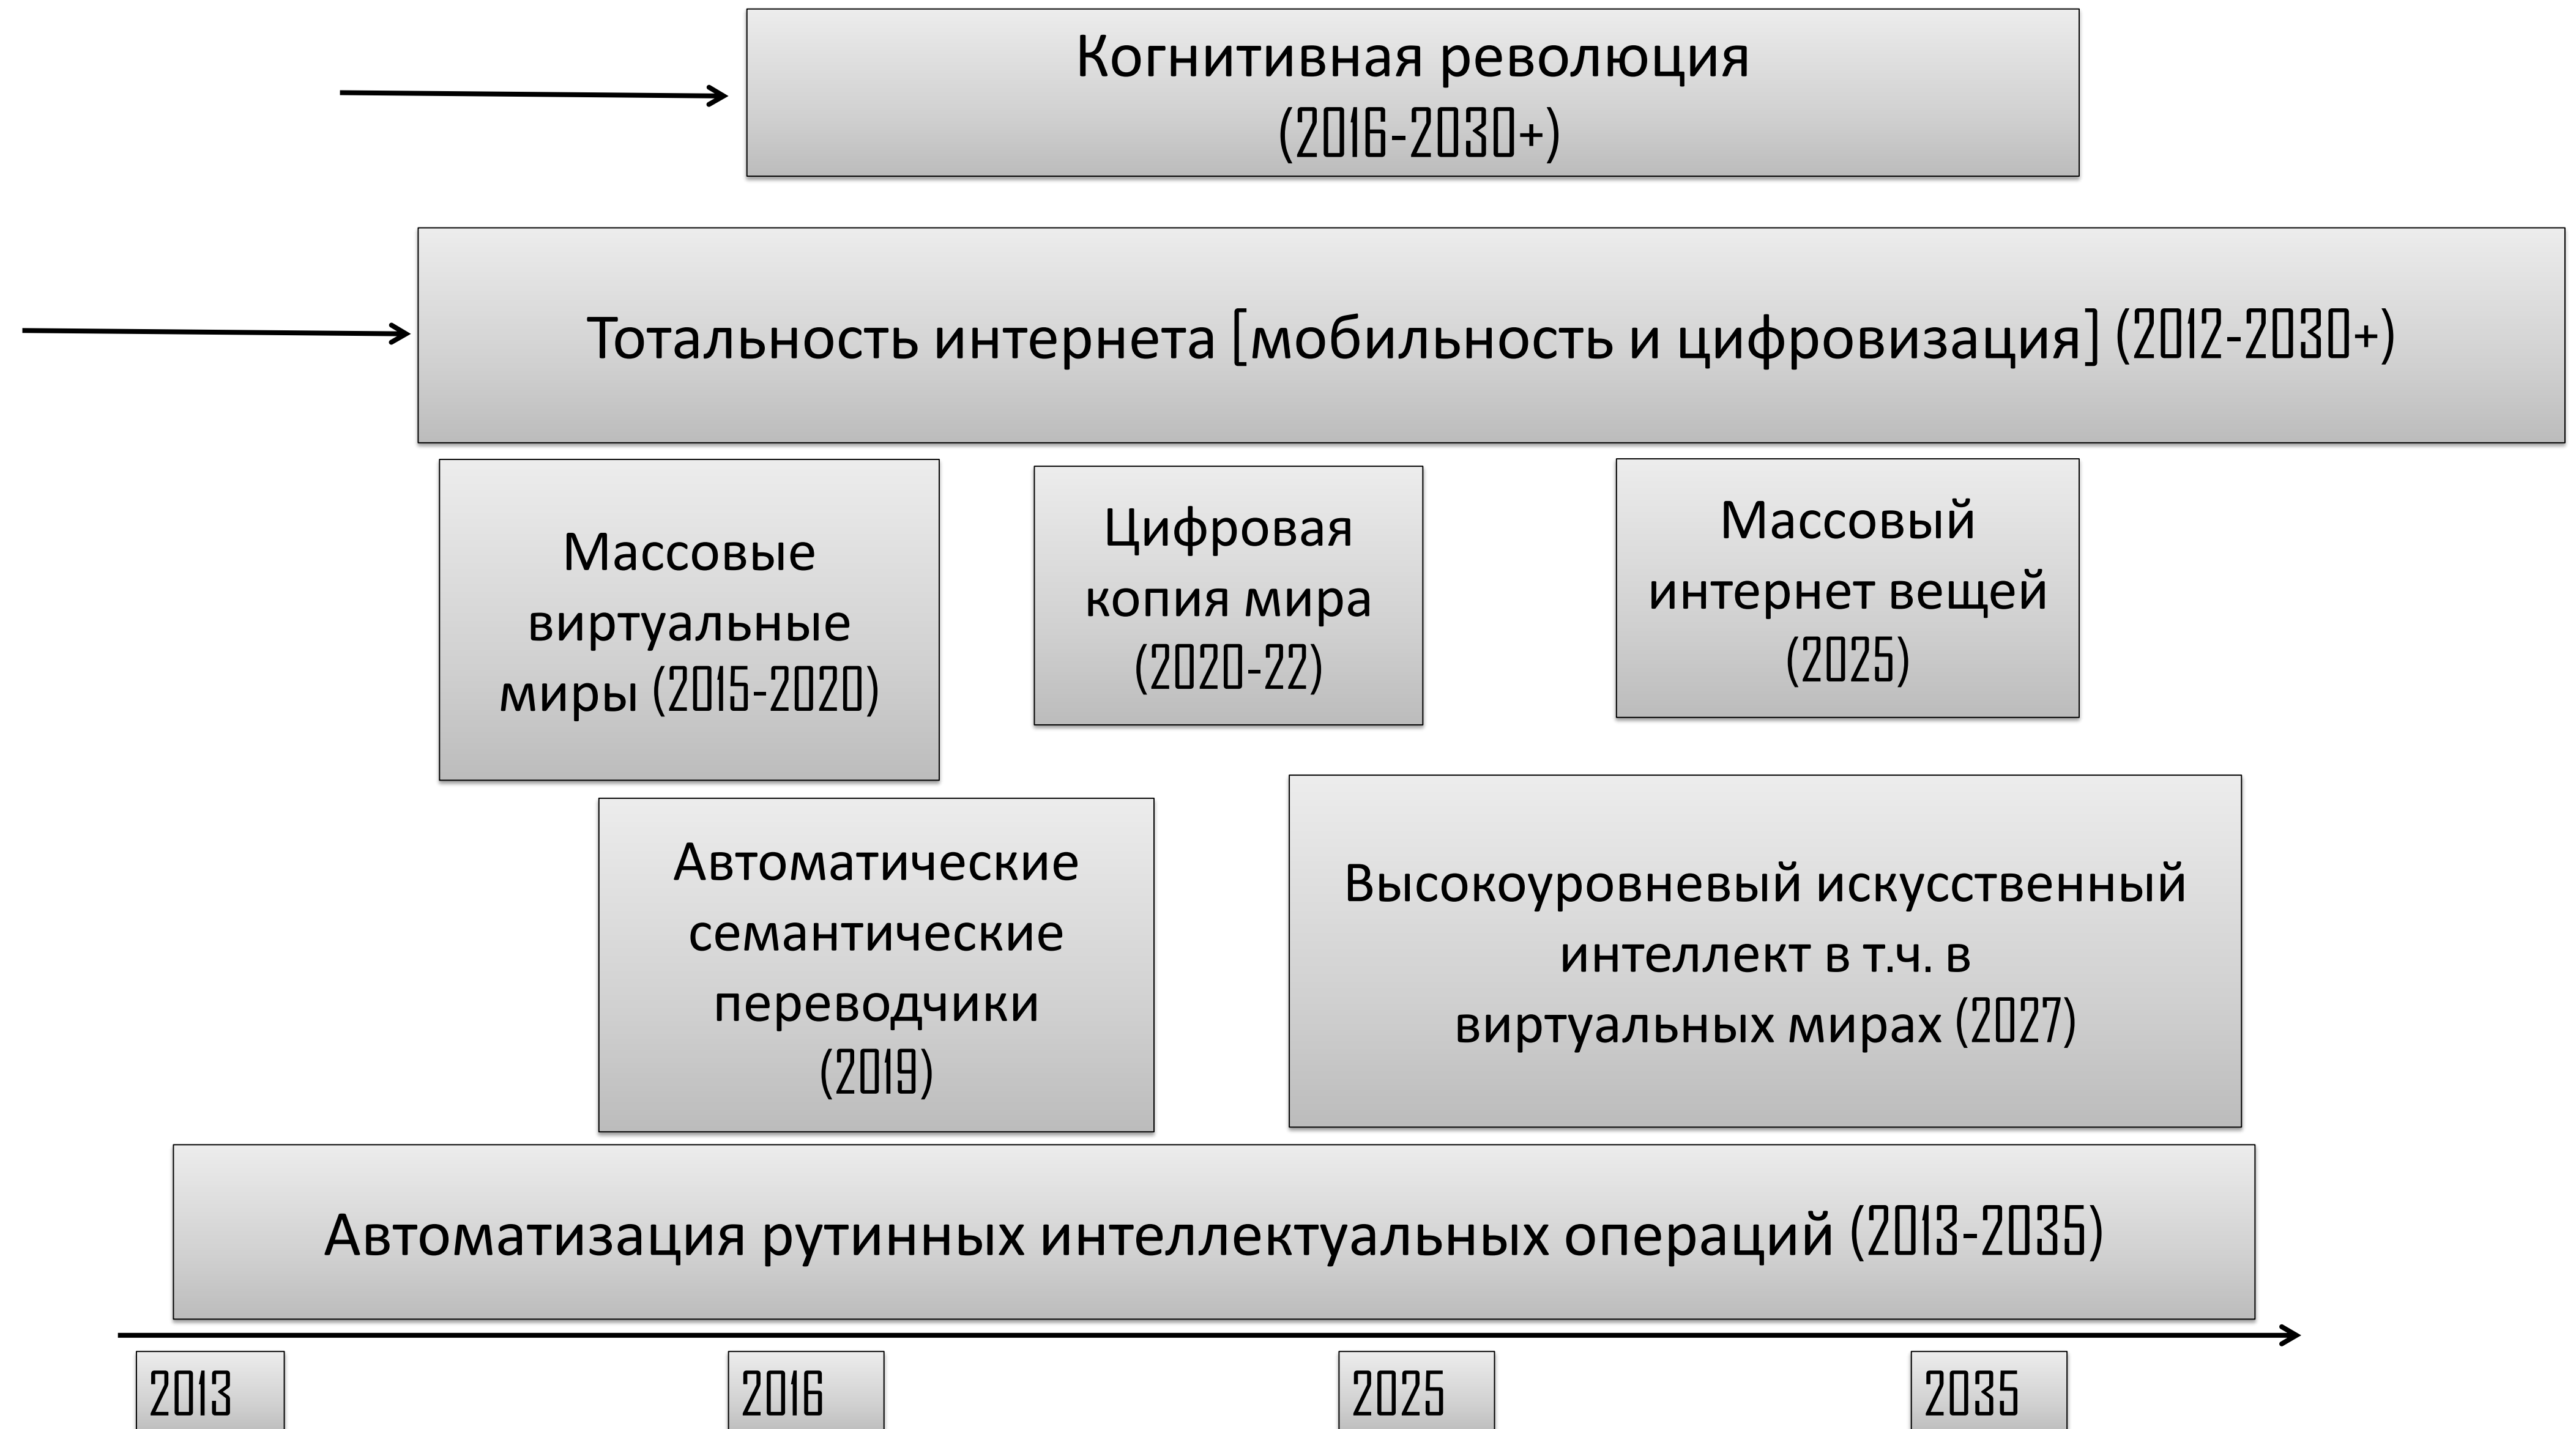 Когнитивная революция
(2016-2030+)
Тотальность интернета [мобильность и цифровизация] (2012-2030+)
Массовые
виртуальные
миры (2015-2020)
Цифровая
копия мира
(2020-22)
Массовый
интернет вещей
(2025)
Автоматические
семантические
переводчики
(2019)
Высокоуровневый искусственный
интеллект в т.ч. в
виртуальных мирах (2027)
Автоматизация рутинных интеллектуальных операций (2013-2035)
2013
2016
2025
2035